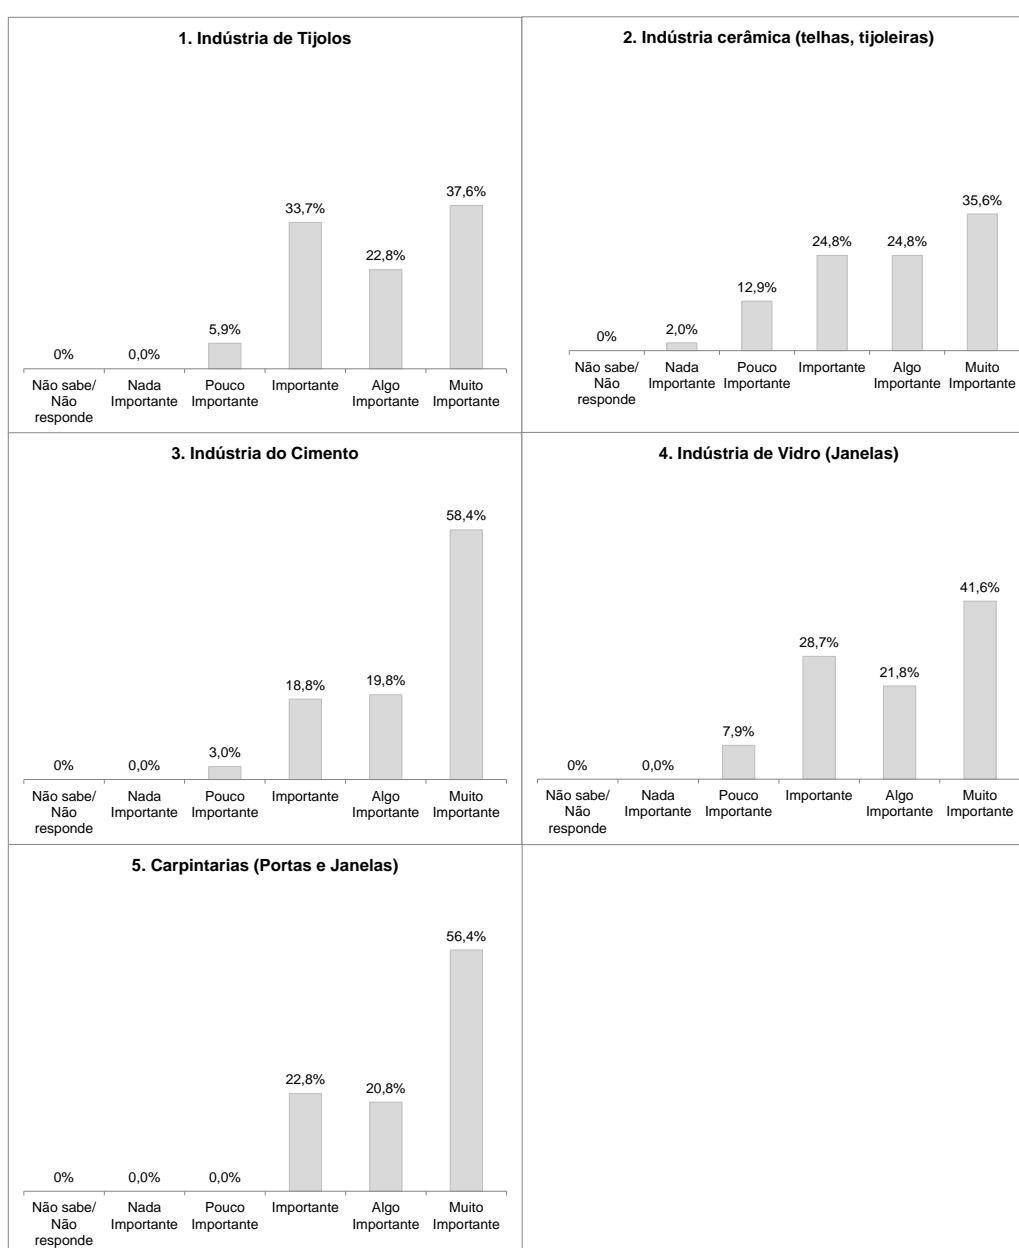 1. Indústria de Tijolos
37,6%
33,7%
22,8%
5,9%
0%
0,0%
Não sabe/
Não
responde
Nada
Importante
Pouco
Importante
Importante
Algo
Importante
Muito
Importante
2. Indústria cerâmica (telhas, tijoleiras)
35,6%
24,8%
24,8%
12,9%
2,0%
0%
Não sabe/
Não
responde
Nada
Importante
Pouco
Importante
Importante
Algo
Importante
Muito
Importante
3. Indústria do Cimento
58,4%
18,8%
19,8%
3,0%
0%
0,0%
Não sabe/
Não
responde
Nada
Importante
Pouco
Importante
Importante
Algo
Importante
Muito
Importante
4. Indústria de Vidro (Janelas)
41,6%
28,7%
21,8%
7,9%
0%
0,0%
Não sabe/
Não
responde
Nada
Importante
Pouco
Importante
Importante
Algo
Importante
Muito
Importante
5. Carpintarias (Portas e Janelas)
56,4%
22,8%
20,8%
0%
0,0%
0,0%
Não sabe/
Não
responde
Nada
Importante
Pouco
Importante
Importante
Algo
Importante
Muito
Importante